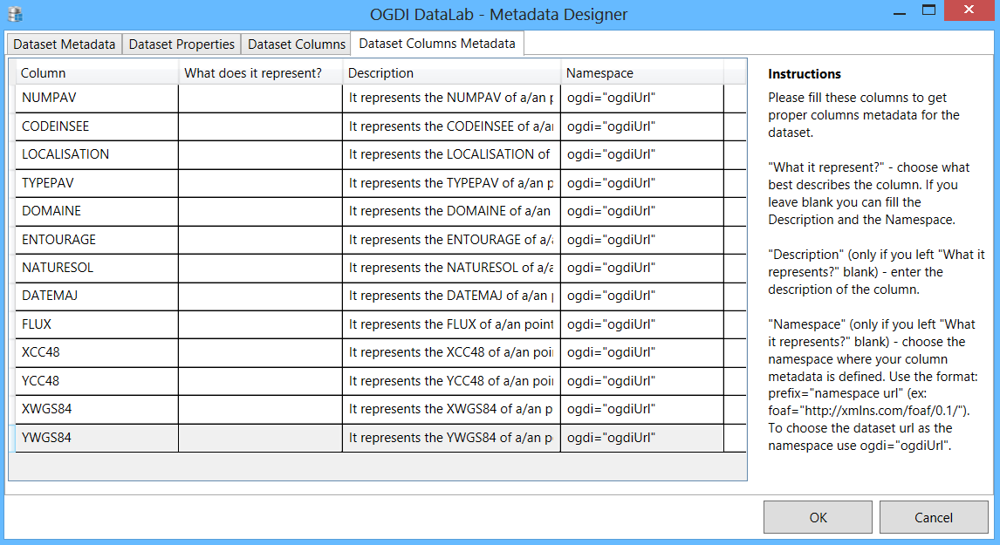 OGDI DataLab - Metadata Designer
Dataset Metadata Dataset Properties Dataset Columns Dataset Columns Metadata
Column What does it represent? Description Namespace
NUMPAV It represents the NUMPAV of a/an ogdi="ogdiUrl"
CODEINSEE It represents the CODEINSEE of ogdi="ogdiUrl"
LOCALISATION It represents the LOCALISATION of ogdi="ogdiUrl"
TYPEPAV It represents the TYPEPAV of a/an p ogdi="ogdiUrl"
DOMAINE It represents the DOMAINE of a/an ogdi="ogdiUrl"
ENTOURAGE It represents the ENTOURAGE of ogdi="ogdiUrl"
NATURESOL It represents the NATURESOL of ogdi="ogdiUrl"
DATEMAJ It represents the DATEMAJ of a/an ogdi="ogdiUrl"
FLUX It represents the FLUX of a/an point ogdi="ogdiUrl"
XCC48 It represents the XCC48 of a/an poi ogdi="ogdiUrl"
YCC48 It represents the YCC48 of a/an poi ogdi="ogdiUrl"
XWGS84 It represents the XWGS84 of a/an p ogdi="ogdiUrl"
YWGS84 It represents the YWGS84 of a/an p ogdi="ogdiUrl"
Instructions
Please fill these columns to get
proper columns metadata for the
dataset.
"What it represent?" - choose what
best describes the column. If you
leave blank you can fill the
Description and the Namespace.
"Description" (only if you left "What it
represents?" blank) - enter the
description of the column.
"Namespace" (only if you left "What
it represents?" blank) - choose the
namespace where your column
metadata is defined. Use the format:
prefix="namespace url" (ex:
foaf="http://xmlns.com/foaf/0.1/").
To choose the dataset url as the
namespace use ogdi="ogdiUrl".
OK Cancel